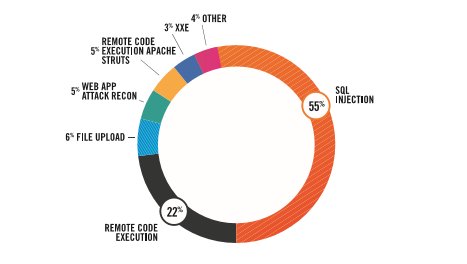 4% OTHER
3% XXE
REMOTE CODE
5% EXECUTION APACHE
STRUTS
5% WEB APP
ATTACK RECON
6% FILE UPLOAD
55%
SQL
INJECTION
22%
REMOTE CODE
EXECUTION